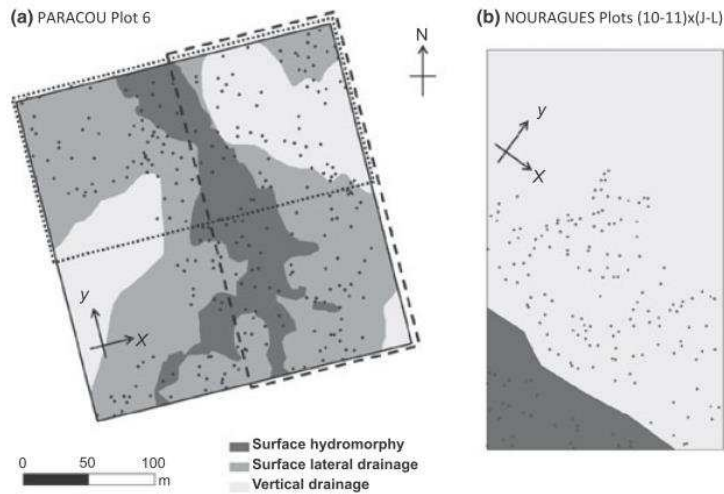 (a) PARACOU Plot 6
(b) NOURAGUES Plots (10-11)x(J-L)
N
y
X
y
X
0 50 100
m
Surface hydromorphy
Surface lateral drainage
Vertical drainage